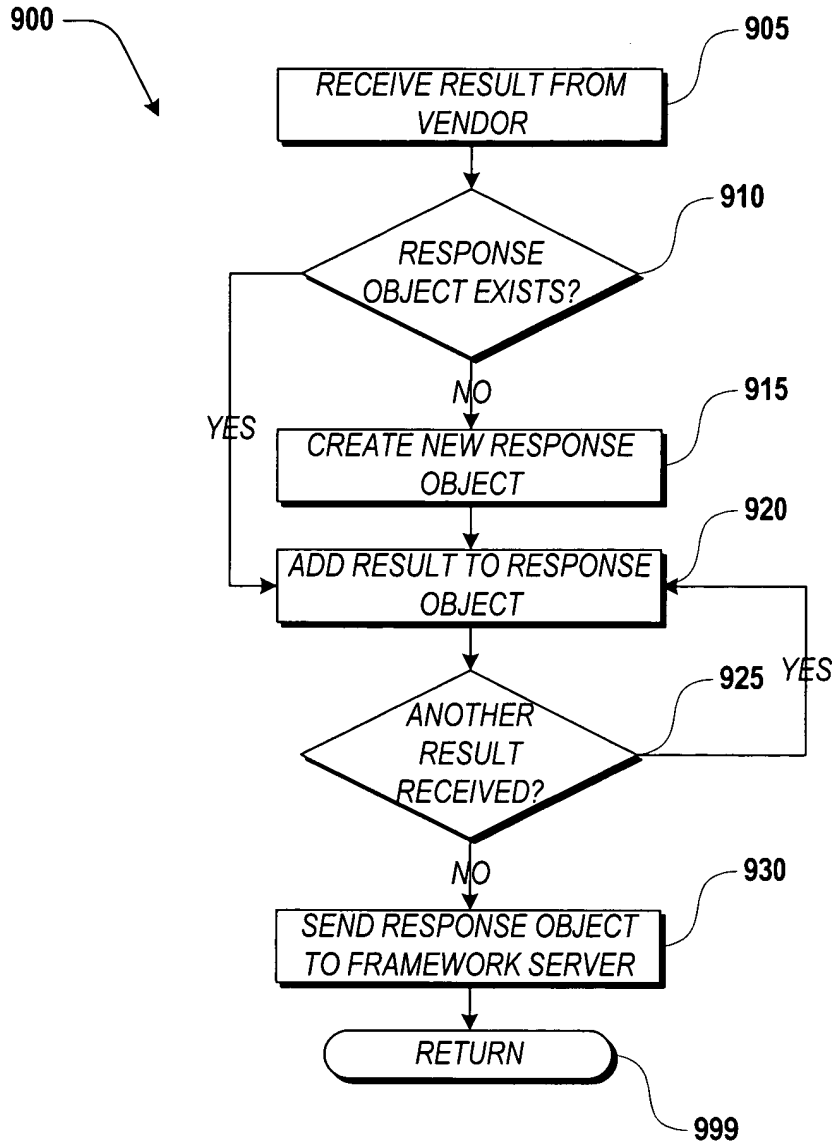 900
905
RECEIVE RESULT FROM
VENDOR
910
RESPONSE
OBJECT EXISTS?
NO
YES
915
CREATE NEW RESPONSE
OBJECT
920
ADD RESULT TO RESPONSE
OBJECT
925
YES
ANOTHER
RESULT
RECEIVED?
NO
930
SEND RESPONSE OBJECT
TO FRAMEWORK SERVER
RETURN
999